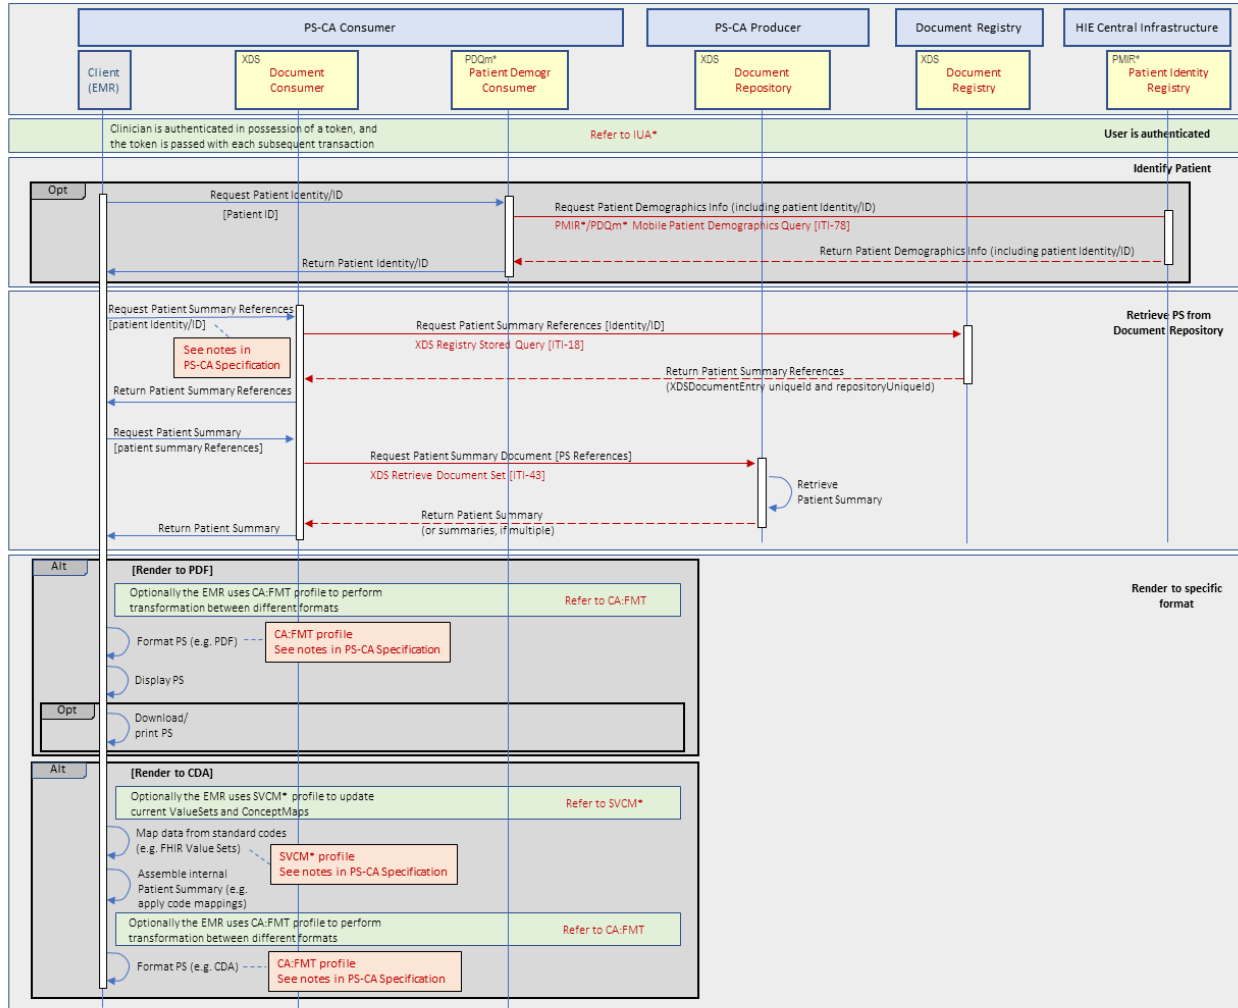 PS-CA Consumer
PS-CA Producer
Document Registry
HIE Central Infrastructure
Client
(EMR)
XDS
Document
Consumer
PDQm*
Patient Demogr
Consumer
XDS
Document
Repository
XDS
Document
Registry
PMIR*
Patient Identity
Registry
Clinician is authenticated in possession of a token, and
the token is passed with each subsequent transaction
Refer to IUA*
User is authenticated
Identify Patient
Opt
Request Patient Identity/ID
[Patient ID]
Request Patient Demographics Info (including patient Identity/ID)
PMIR*/PDQm* Mobile Patient Demographics Query [ITI-78]
Return Patient Demographics Info (including patient Identity/ID)
Return Patient Identity/ID
Request Patient Summary References
[patient Identity/ID]
See notes in
PS-CA Specification
Request Patient Summary References [Identity/ID]
XDS Registry Stored Query [ITI-18]
Retrieve PS from
Document Repository
Return Patient Summary References
(XDSDocumentEntry uniqueId and repositoryUniqueId)
Return Patient Summary References
Request Patient Summary
[patient summary References]
Request Patient Summary Document [PS References]
XDS Retrieve Document Set [ITI-43]
Retrieve
Patient Summary
Return Patient Summary
(or summaries, if multiple)
Return Patient Summary
Alt
[Render to PDF]
Render to specific
format
Optionally the EMR uses CA:FMT profile to perform
transformation between different formats
Refer to CA:FMT
Format PS (e.g. PDF)
CA:FMT profile
See notes in PS-CA Specification
Display PS
Opt
Download/
print PS
Alt
[Render to CDA]
Optionally the EMR uses SVCM* profile to update
current ValueSets and ConceptMaps
Refer to SVCM*
Map data from standard codes
(e.g. FHIR Value Sets)
SVCM* profile
See notes in PS-CA Specification
Assemble internal
Patient Summary (e.g.
apply code mappings)
Optionally the EMR uses CA:FMT profile to perform
transformation between different formats
Refer to CA:FMT
Format PS (e.g. CDA)
CA:FMT profile
See notes in PS-CA Specification